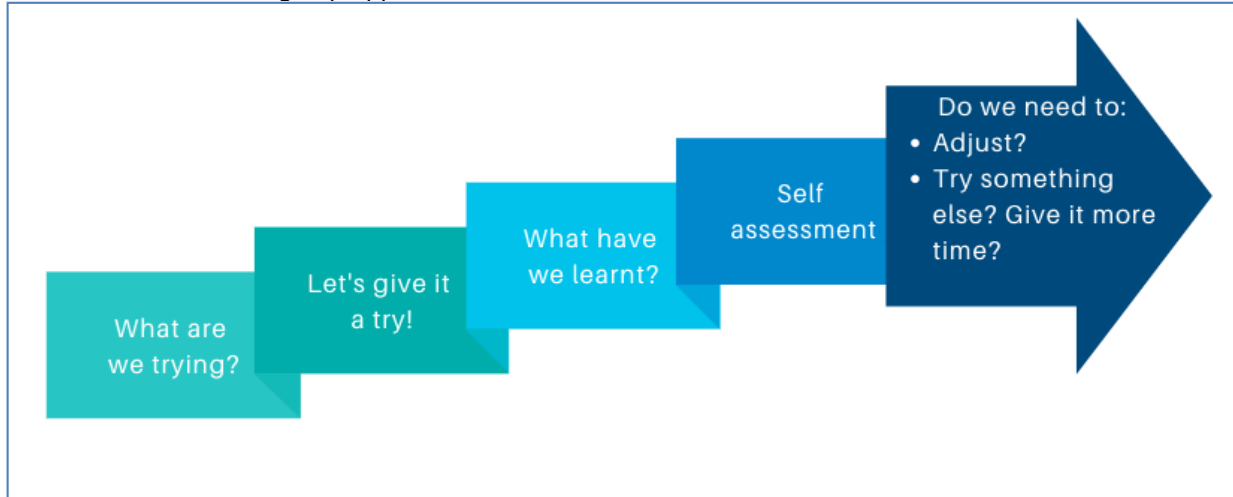 What are
we trying?
Let's give it
a try!
What have
we learnt?
Self
assessment
Do we need to:
• Adjust?
• Try something
else? Give it more
time?